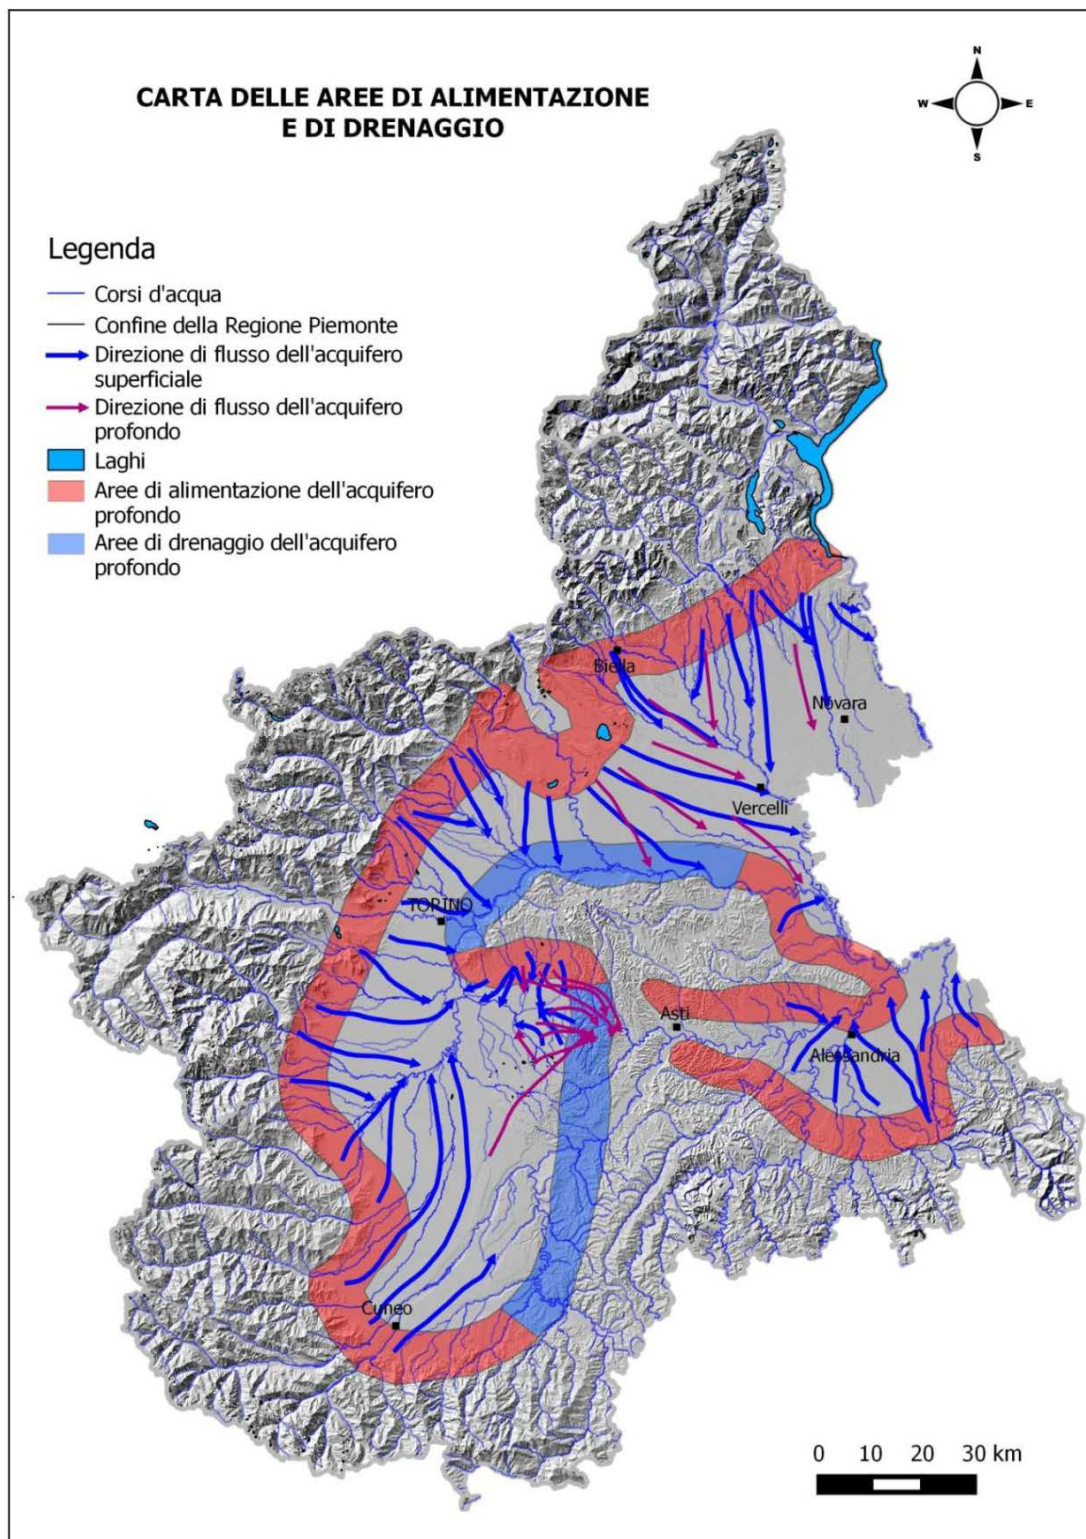 CARTA DELLE AREE DI ALIMENTAZIONE
E DI DRENAGGIO
N
W E
S
Legenda
Corsi d'acqua
Confine della Regione Piemonte
Direzione di flusso dell'acquifero
superficiale
Direzione di flusso dell'acquifero
profondo
Laghi
Aree di alimentazione dell'acquifero
profondo
Aree di drenaggio dell'acquifero
profondo
Biella
Novara
Vercelli
TORINO
Asti
Alessandria
Cuneo
0 10 20 30 km